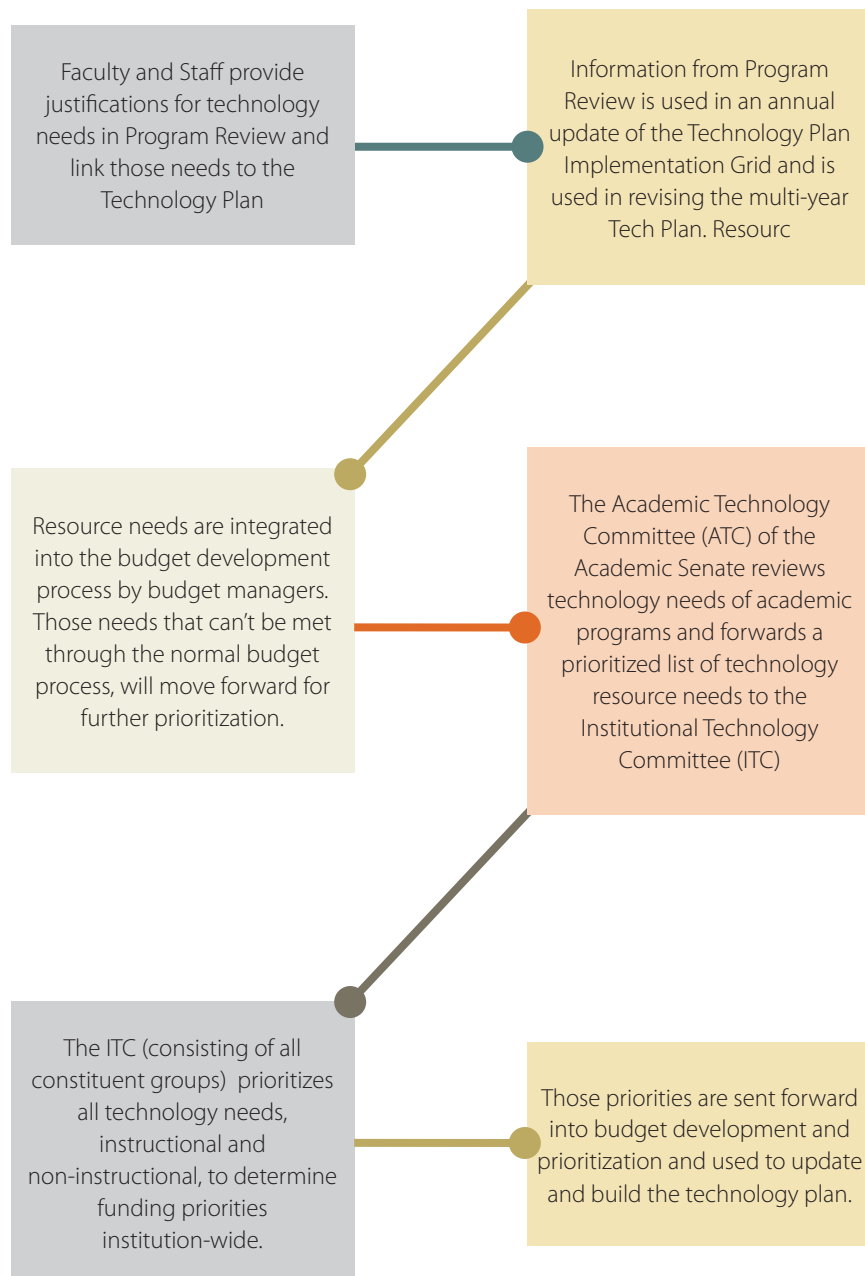 Faculty and Staff provide
justifications for technology
needs in Program Review and
link those needs to the
Technology Plan
Information from Program
Review is used in an annual
update of the Technology Plan
Implementation Grid and is
used in revising the multi-year
Tech Plan. Resourc
Resource needs are integrated
into the budget development
process by budget managers.
Those needs that can’t be met
through the normal budget
process, will move forward for
further prioritization.
The Academic Technology
Committee (ATC) of the
Academic Senate reviews
technology needs of academic
programs and forwards a
prioritized list of technology
resource needs to the
Institutional Technology
Committee (ITC)
The ITC (consisting of all
constituent groups)  prioritizes
all technology needs,
instructional and
non-instructional, to determine
funding priorities
institution-wide.
Those priorities are sent forward
into budget development and
prioritization and used to update
and build the technology plan.